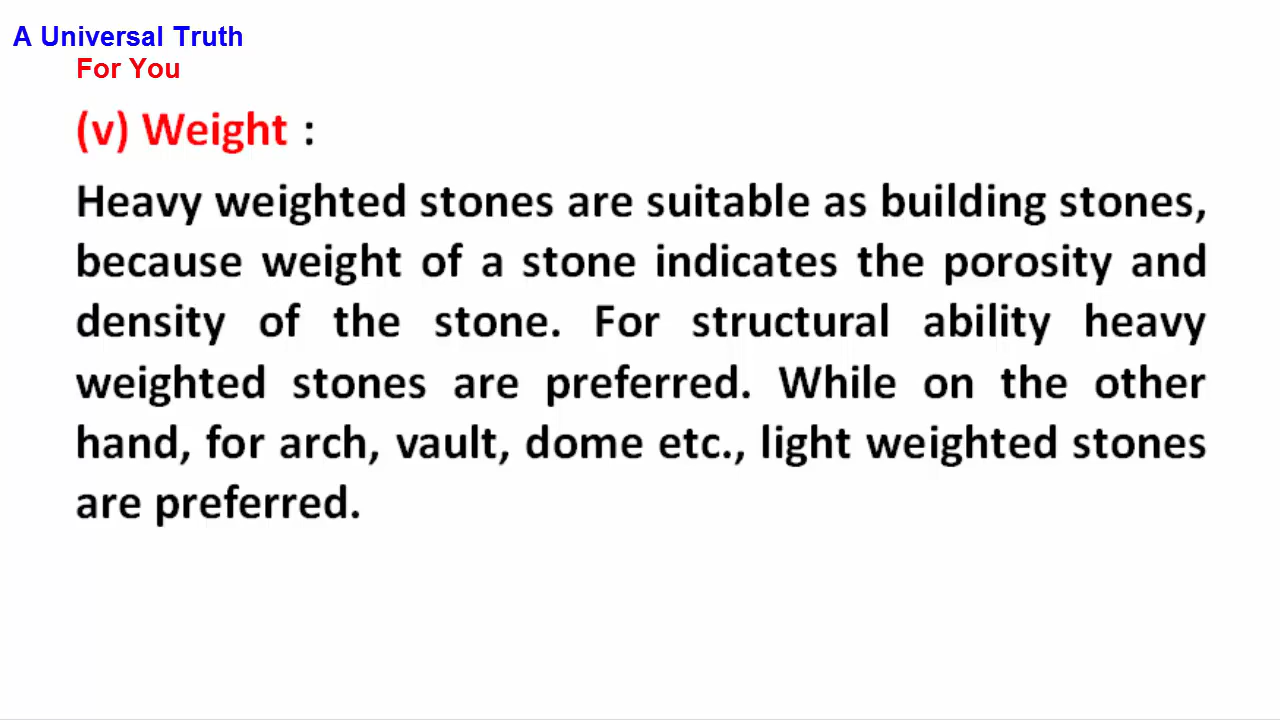 A Universal Truth
For You
(v) Weight :
Heavy weighted stones are suitable as building stones,
because weight of a stone indicates the porosity and
density of the stone. For structural ability heavy
weighted stones are preferred. While on the other
hand, for arch, vault, dome etc., light weighted stones
are preferred.